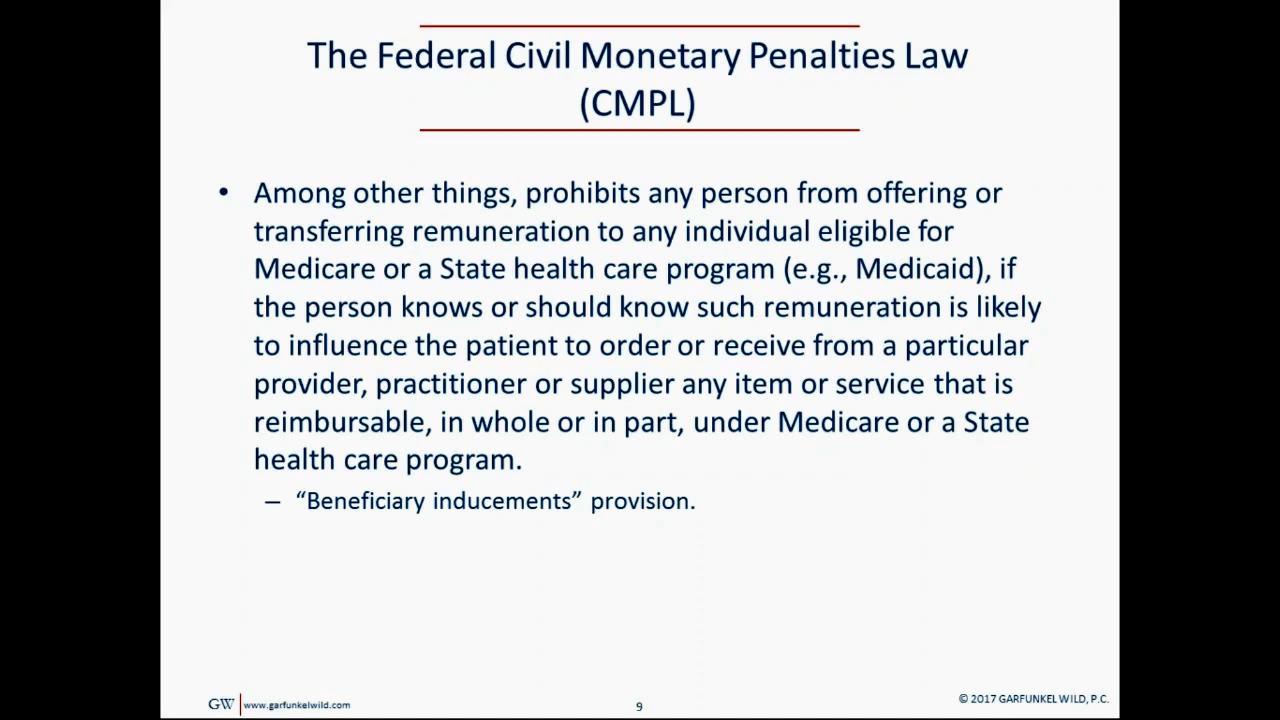 The Federal Civil Monetary Penalties Law
(CMPL)
• Among other things, prohibits any person from offering or
transferring remuneration to any individual eligible for
Medicare or a State health care program (e.g., Medicaid), if
the person knows or should know such remuneration is likely
to influence the patient to order or receive from a particular
provider, practitioner or supplier any item or service that is
reimbursable, in whole or in part, under Medicare or a State
health care program.
– “Beneficiary inducements” provision.
GW www.garfunkelwild.com
9
© 2017 GARFUNKEL WILD, P.C.